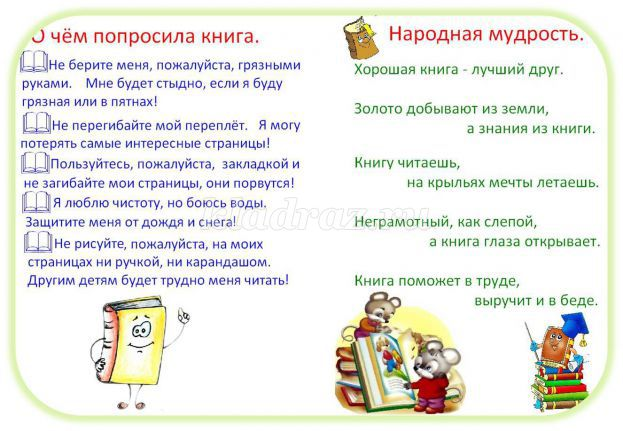 О чём попросила книга.
Не берите меня, пожалуйста, грязными
руками. Мне будет стыдно, если я буду
грязная или в пятнах!
Не перегибайте мой переплёт. Я могу
потерять самые интересные страницы!
Пользуйтесь, пожалуйста, закладкой и
не загибайте мои страницы, они порвутся!
Я люблю чистоту, но боюсь воды.
Защитите меня от дождя и снега!
Не рисуйте, пожалуйста, на моих
страницах ни ручкой, ни карандашом.
Другим детям будет трудно меня читать!
Народная мудрость.
Хорошая книга - лучший друг.
Золото добывают из земли,
а знания из книги.
Книгу читаешь,
на крыльях мечты летаешь.
Неграмотный, как слепой,
а книга глаза открывает.
Книга поможет в труде,
выручит и в беде.